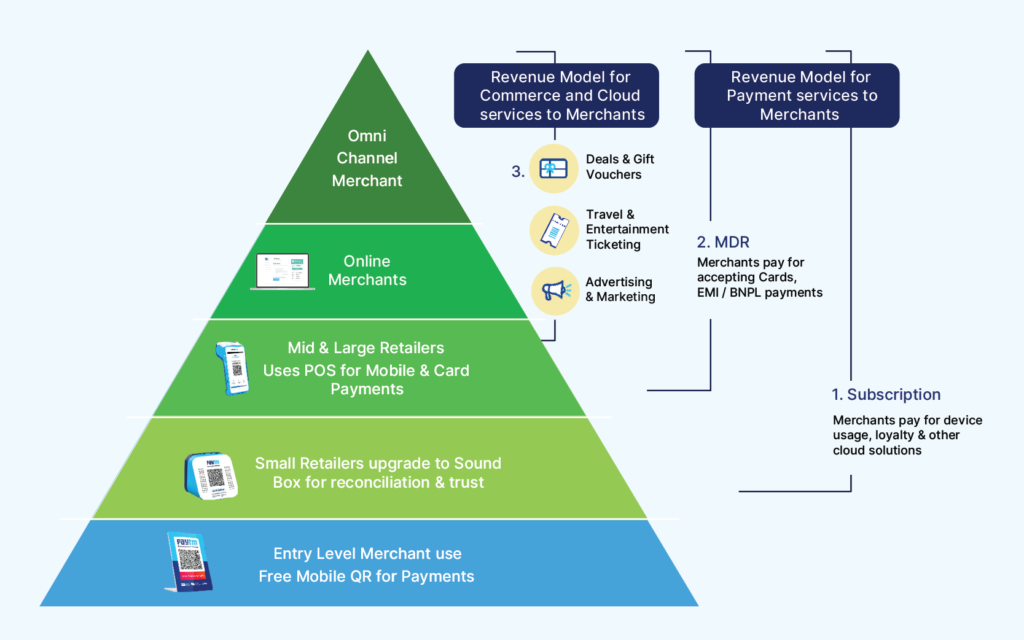 Omni
Channel
Merchant
Online
Merchants
Mid & Large Retailers
Uses POS for Mobile & Card
Payments
Small Retailers upgrade to Sound
Box for reconciliation & trust
paytm
Entry Level Merchant use
Free Mobile QR for Payments
Revenue Model for
Commerce and Cloud
services to Merchants
3.
Deals & Gift
Vouchers
Travel &
Entertainment
Ticketing
Advertising
& Marketing
Revenue Model for
Payment services to
Merchants
2. MDR
Merchants pay for
accepting Cards,
EMI / BNPL payments
1. Subscription
Merchants pay for device
usage, loyalty & other
cloud solutions